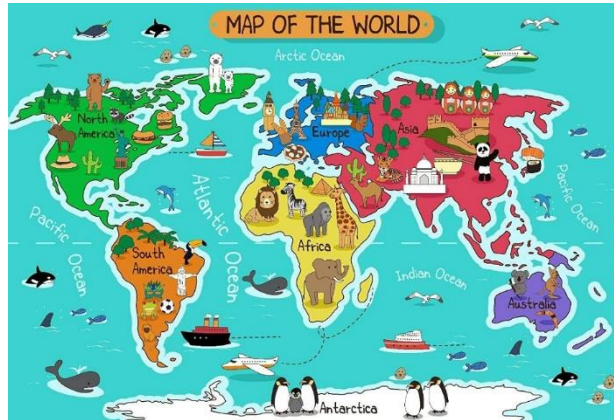 MAP OF THE WORLD
Arctic Ocean
North
America
Europe
Asia
Pacific
Ocean
Atlantic
Ocean
Pacific
Ocean
Africa
South
America
Indian Ocean
Australia
Antarctica